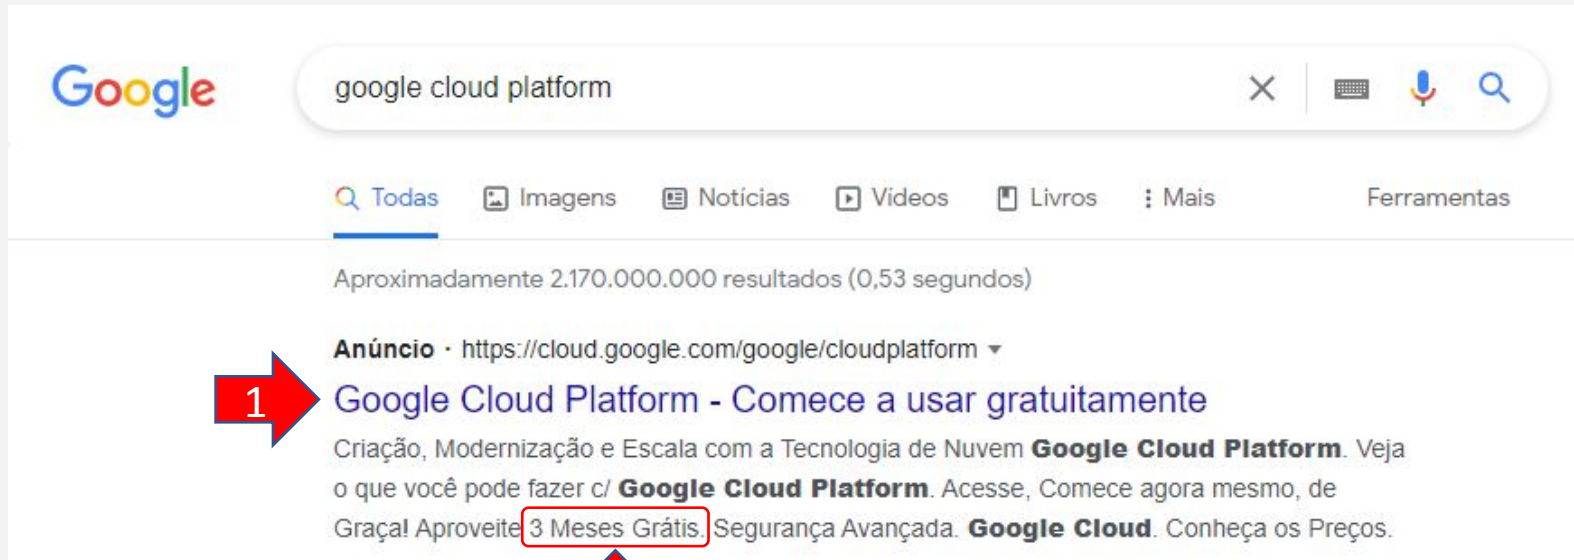 Google
google cloud platform
Todas Imagens Notícias Vídeos Livros Mais Ferramentas
Aproximadamente 2.170.000.000 resultados (0,53 segundos)
Anúncio · https://cloud.google.com/google/cloudplatform
1
Google Cloud Platform - Comece a usar gratuitamente
Criação, Modernização e Escala com a Tecnologia de Nuvem Google Cloud Platform. Veja
o que você pode fazer c/ Google Cloud Platform. Acesse, Comece agora mesmo, de
Graça! Aproveite 3 Meses Grátis. Segurança Avançada. Google Cloud. Conheça os Preços.